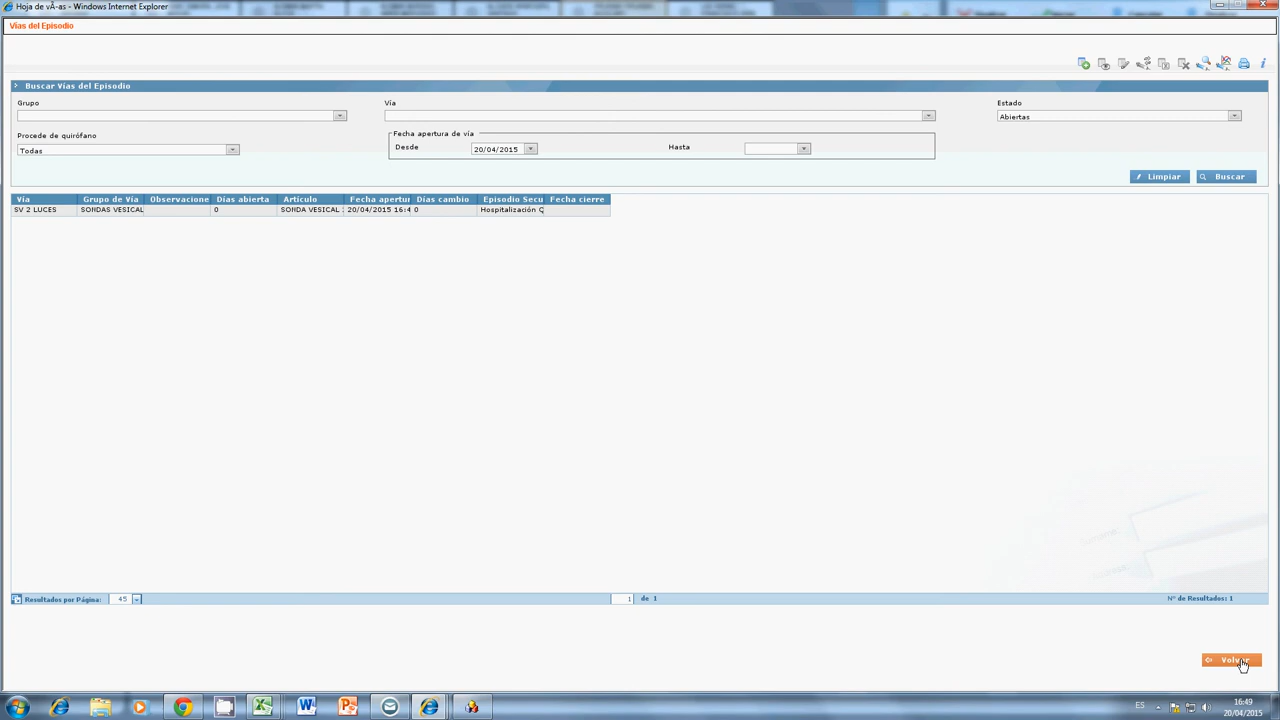 Hoja de vÃ-as - Windows Internet Explorer
Vías del Episodio
Buscar Vías del Episodio
Grupo
Vía
Estado
Abiertas
Procede de quirófano
Todas
Fecha apertura de vía
Desde
20/04/2015
Hasta
Limpiar
Buscar
Vía Grupo de Vía Observacione Días abierta Artículo Fecha apertur Días cambio Episodio Secu Fecha cierre
SV 2 LUCES SONDAS VESICAL 0 SONDA VESICAL 20/04/2015 16:4 0 Hospitalización
Resultados por Página: 45
1 de 1
Nº de Resultados: 1
Volver
ES
16:49
20/04/2015